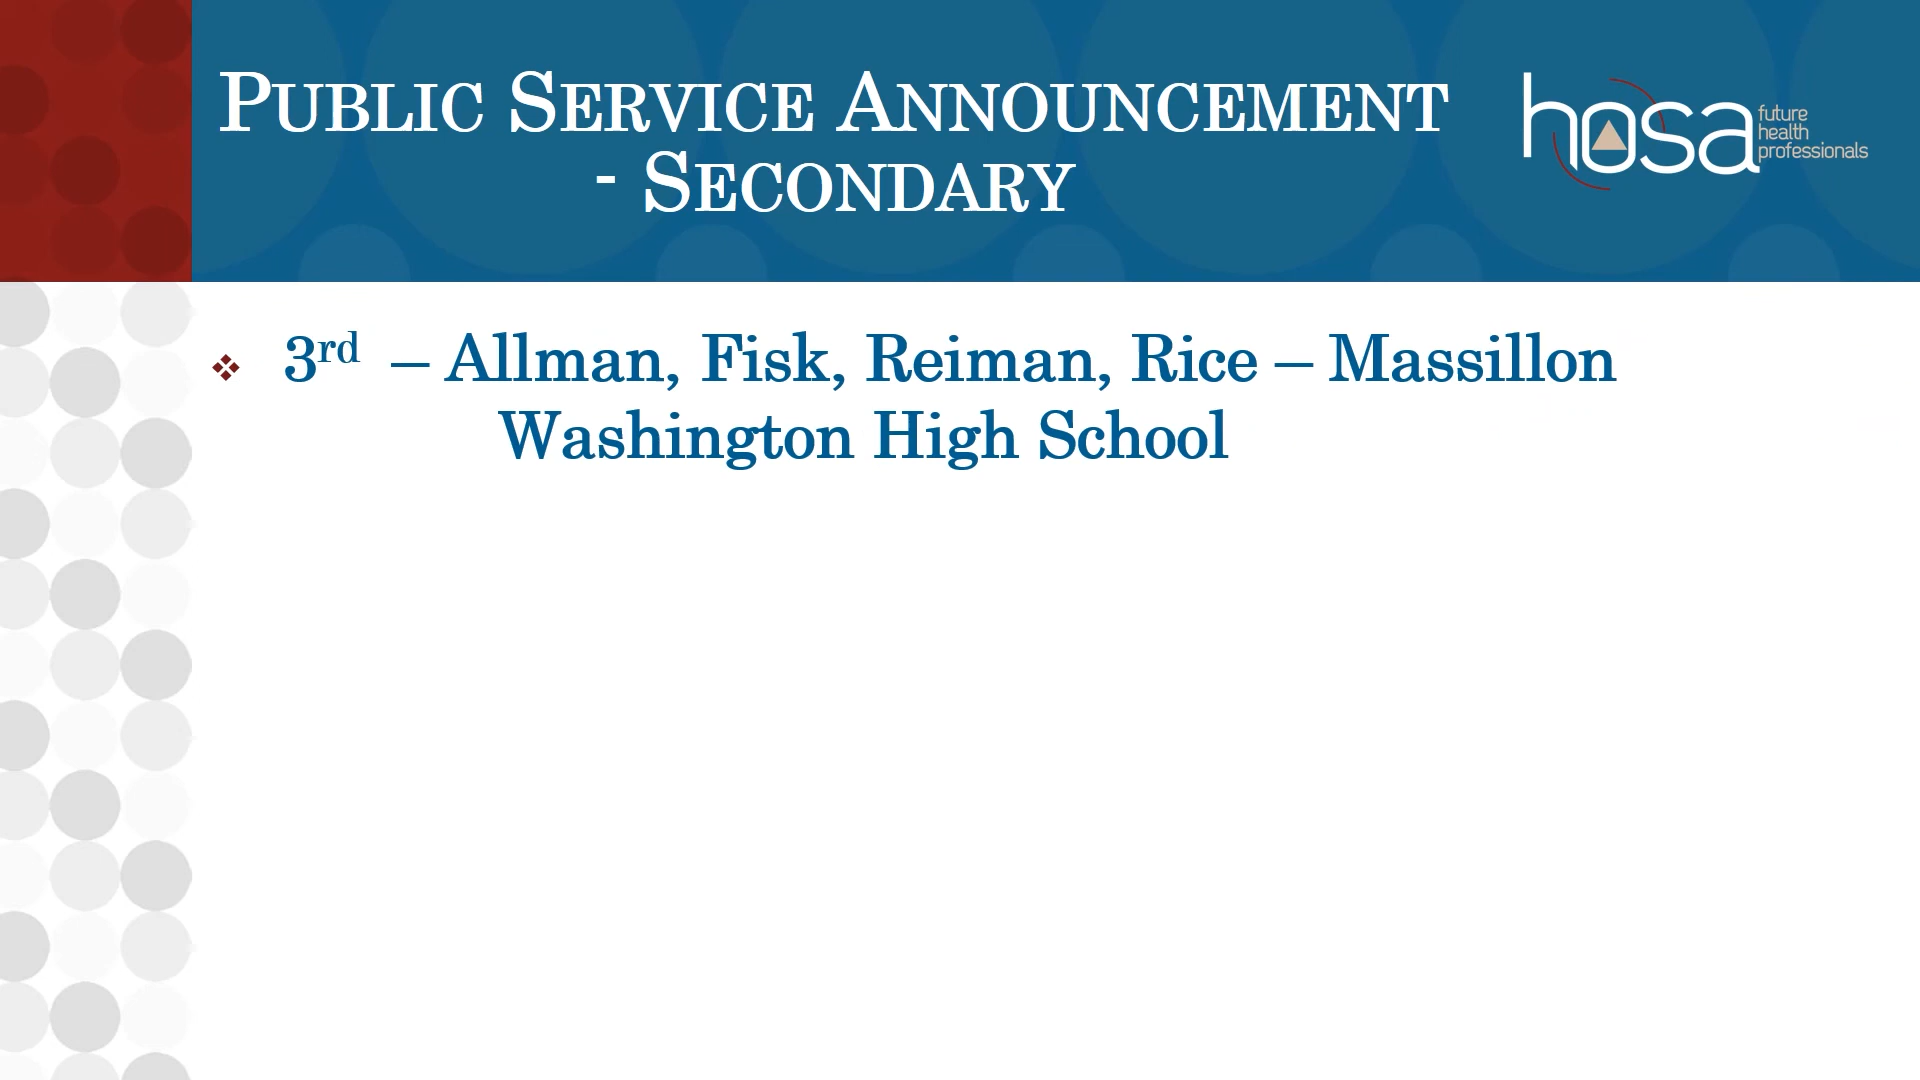 PUBLIC SERVICE ANNOUNCEMENT
- SECONDARY
hosa
future
health
professionals
❖ 3rd – Allman, Fisk, Reiman, Rice – Massillon
Washington High School